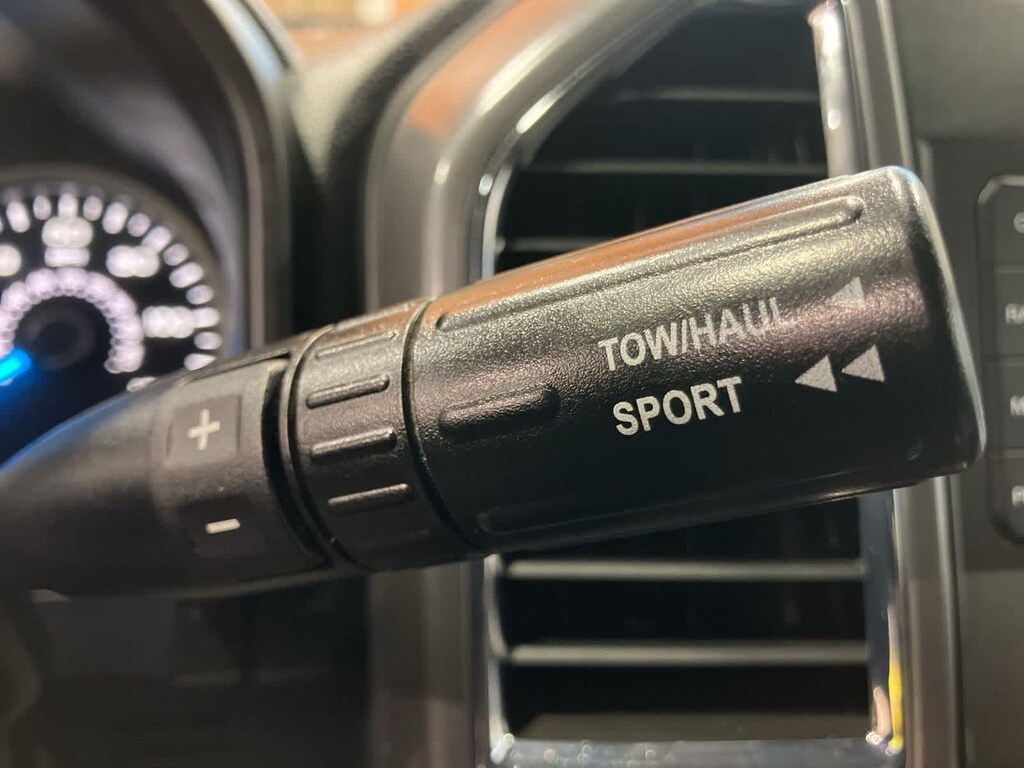 TOW/HAUL ◀
SPORT ◀◀
+
-